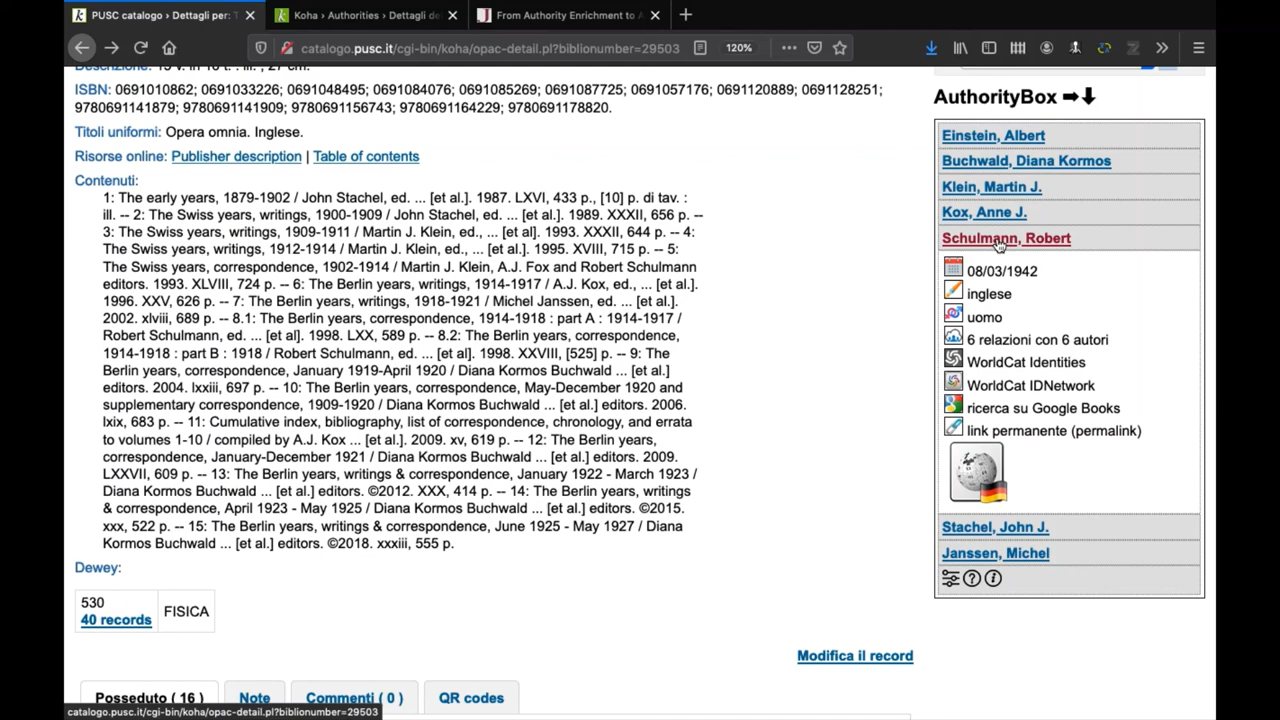 PUSC catalogo › Dettagli per: T
Koha › Authorities › Dettagli de
From Authority Enrichment to A
catalogo.pusc.it/cgi-bin/koha/opac-detail.pl?biblionumber=29503
120%
ISBN: 0691010862; 0691033226; 0691048495; 0691084076; 0691085269; 0691087725; 0691057176; 0691120889; 0691128251;
9780691141879; 9780691141909; 9780691156743; 9780691164229; 9780691178820.
Titoli uniformi: Opera omnia. Inglese.
Risorse online: Publisher description | Table of contents
Contenuti:
1: The early years, 1879-1902 / John Stachel, ed. ... [et al.]. 1987. LXVI, 433 p., [10] p. di tav. :
ill. -- 2: The Swiss years, writings, 1900-1909 / John Stachel, ed. ... [et al.]. 1989. XXXII, 656 p. --
3: The Swiss years, writings, 1909-1911 / Martin J. Klein, ed. ... [et al.]. 1993. XXXII, 644 p. -- 4:
The Swiss years, writings, 1912-1914 / Martin J. Klein, ed. ... [et al.]. 1995. XVIII, 715 p. -- 5:
The Swiss years, correspondence, 1902-1914 / Martin J. Klein, A.J. Fox and Robert Schulmann
editors. 1993. XLVIII, 724 p. -- 6: The Berlin years, writings, 1914-1917 / A.J. Kox, ed., ... [et al.].
1996. XXV, 626 p. -- 7: The Berlin years, writings, 1918-1921 / Michel Janssen, ed. ... [et al.].
2002. xlviii, 689 p. -- 8.1: The Berlin years, correspondence, 1914-1918 : part A : 1914-1917 /
Robert Schulmann, ed. ... [et al]. 1998. LXX, 589 p. -- 8.2: The Berlin years, correspondence,
1914-1918 : part B : 1918 / Robert Schulmann, ed. ... [et al]. 1998. XXVIII, [525] p. -- 9: The
Berlin years, correspondence, January 1919-April 1920 / Diana Kormos Buchwald ... [et al.]
editors. 2004. lxxiii, 697 p. -- 10: The Berlin years, correspondence, May-December 1920 and
supplementary correspondence, 1909-1920 / Diana Kormos Buchwald ... [et al.] editors. 2006.
lxix, 683 p. -- 11: Cumulative index, bibliography, list of correspondence, chronology, and errata
to volumes 1-10 / compiled by A.J. Kox ... [et al.]. 2009. xv, 619 p. -- 12: The Berlin years,
correspondence, January-December 1921 / Diana Kormos Buchwald ... [et al.] editors. 2009.
LXXVII, 609 p. -- 13: The Berlin years, writings & correspondence, January 1922 - March 1923 /
Diana Kormos Buchwald ... [et al.] editors. ©2012. XXX, 414 p. -- 14: The Berlin years, writings
& correspondence, April 1923 - May 1925 / Diana Kormos Buchwald ... [et al.] editors. ©2015.
xxx, 522 p. -- 15: The Berlin years, writings & correspondence, June 1925 - May 1927 / Diana
Kormos Buchwald ... [et al.] editors. ©2018. xxxiii, 555 p.
Dewey:
530
40 records
FISICA
Modifica il record
Posseduto ( 16 )
Note
Commenti ( 0 )
QR codes
catalogo.pusc.it/cgi-bin/koha/opac-detail.pl?biblionumber=29503
AuthorityBox ➡⬇
Einstein, Albert
Buchwald, Diana Kormos
Klein, Martin J.
Kox, Anne J.
Schulmann, Robert
08/03/1942
inglese
uomo
6 relazioni con 6 autori
WorldCat Identities
WorldCat IDNetwork
ricerca su Google Books
link permanente (permalink)
Stachel, John J.
Janssen, Michel